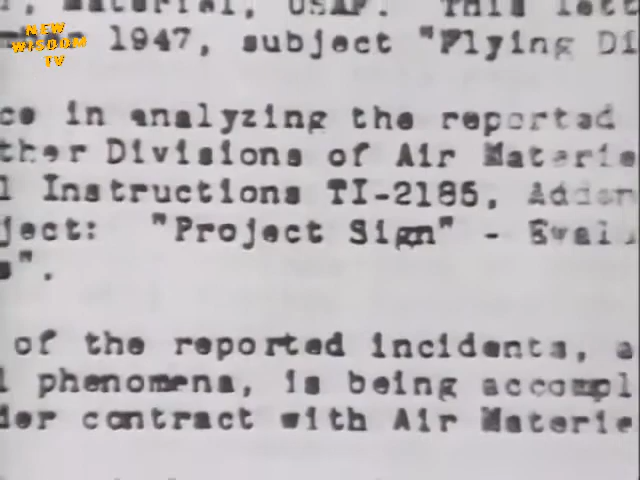 NEW
WISDOM
TV
Material, USAF. This lett
1947, subject "Flying Di
ce in analyzing the reported
ther Divisions of Air Materie
l Instructions TI-2185, Adden
ject: "Project Sign" - Eval
s".
of the reported incidents, a
l phenomena, is being accompl
der contract with Air Materie